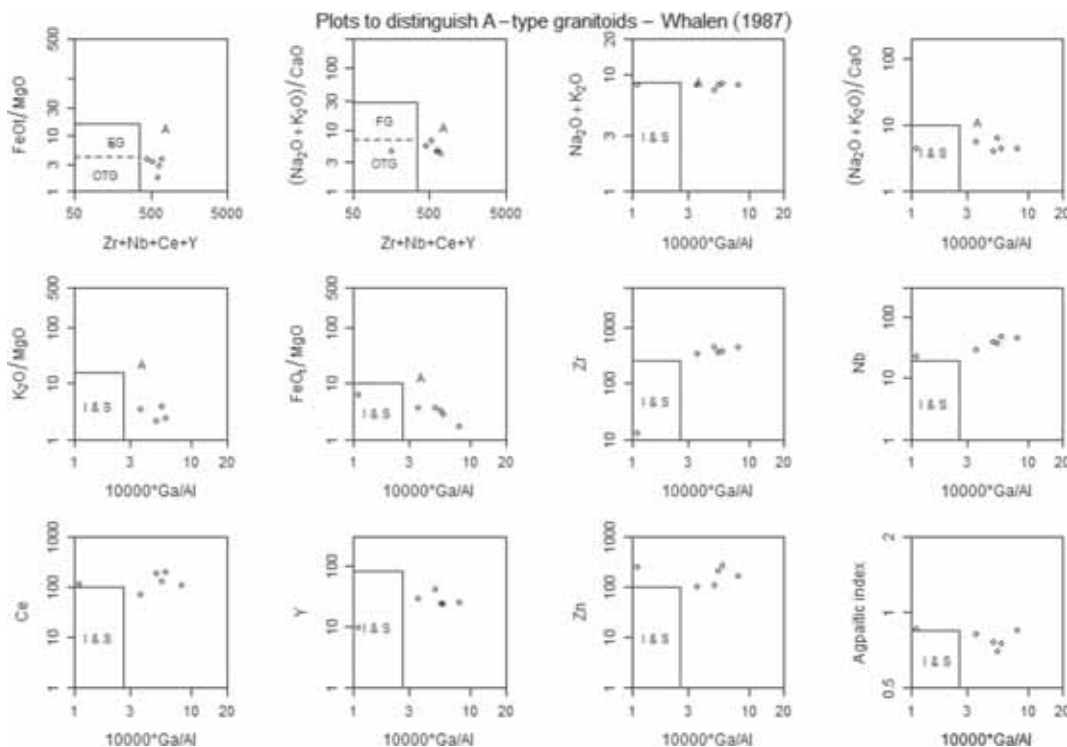 Plots to distinguish A-type granitoids - Whalen (1987)
FeOt/MgO
500
30
10
3
1
A
FG
OTG
50
500
5000
Zr+Nb+Ce+Y
(Na₂O+K₂O)/CaO
100
30
10
3
1
FG
A
OTG
50
500
5000
Zr+Nb+Ce+Y
Na₂O+K₂O
20
10
3
1
A
I & S
1
3
10
20
10000*Ga/Al
(Na₂O+K₂O)/CaO
100
10
1
A
I & S
1
3
10
20
10000*Ga/Al
K₂O/MgO
500
100
10
1
A
I & S
1
3
10
20
10000*Ga/Al
FeOt/MgO
500
100
10
1
A
I & S
1
3
10
20
10000*Ga/Al
Zr
1000
100
10
I & S
1
3
10
20
10000*Ga/Al
Nb
100
10
1
I & S
1
3
10
20
10000*Ga/Al
Ce
1000
100
10
1
I & S
1
3
10
20
10000*Ga/Al
Y
100
10
1
I & S
1
3
10
20
10000*Ga/Al
Zn
1000
100
10
1
I & S
1
3
10
20
10000*Ga/Al
Agpaitic index
2
1
0.5
I & S
1
3
10
20
10000*Ga/Al